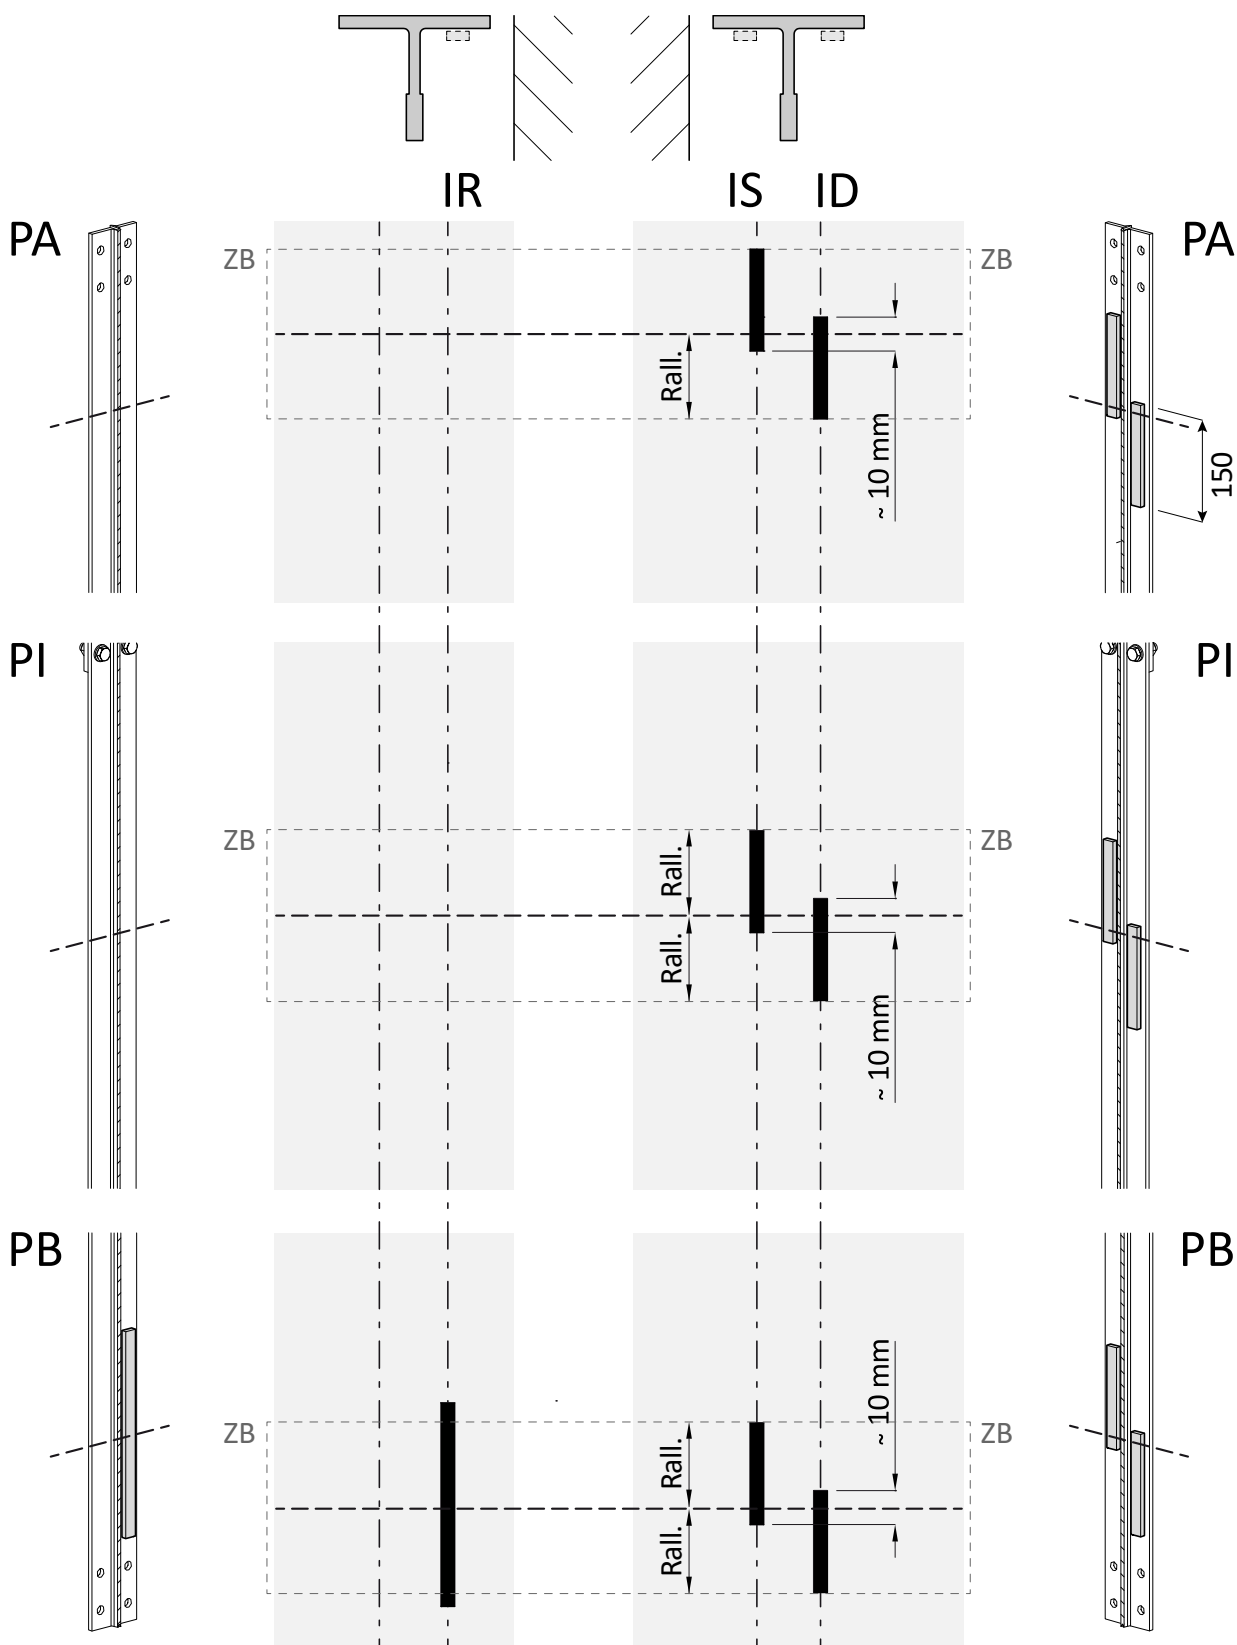 IR IS ID
PA PA
ZB ZB
Rall.
~ 10 mm
150
PI PI
ZB ZB
Rall.
Rall.
~ 10 mm
PB PB
~ 10 mm
ZB ZB
Rall.
Rall.